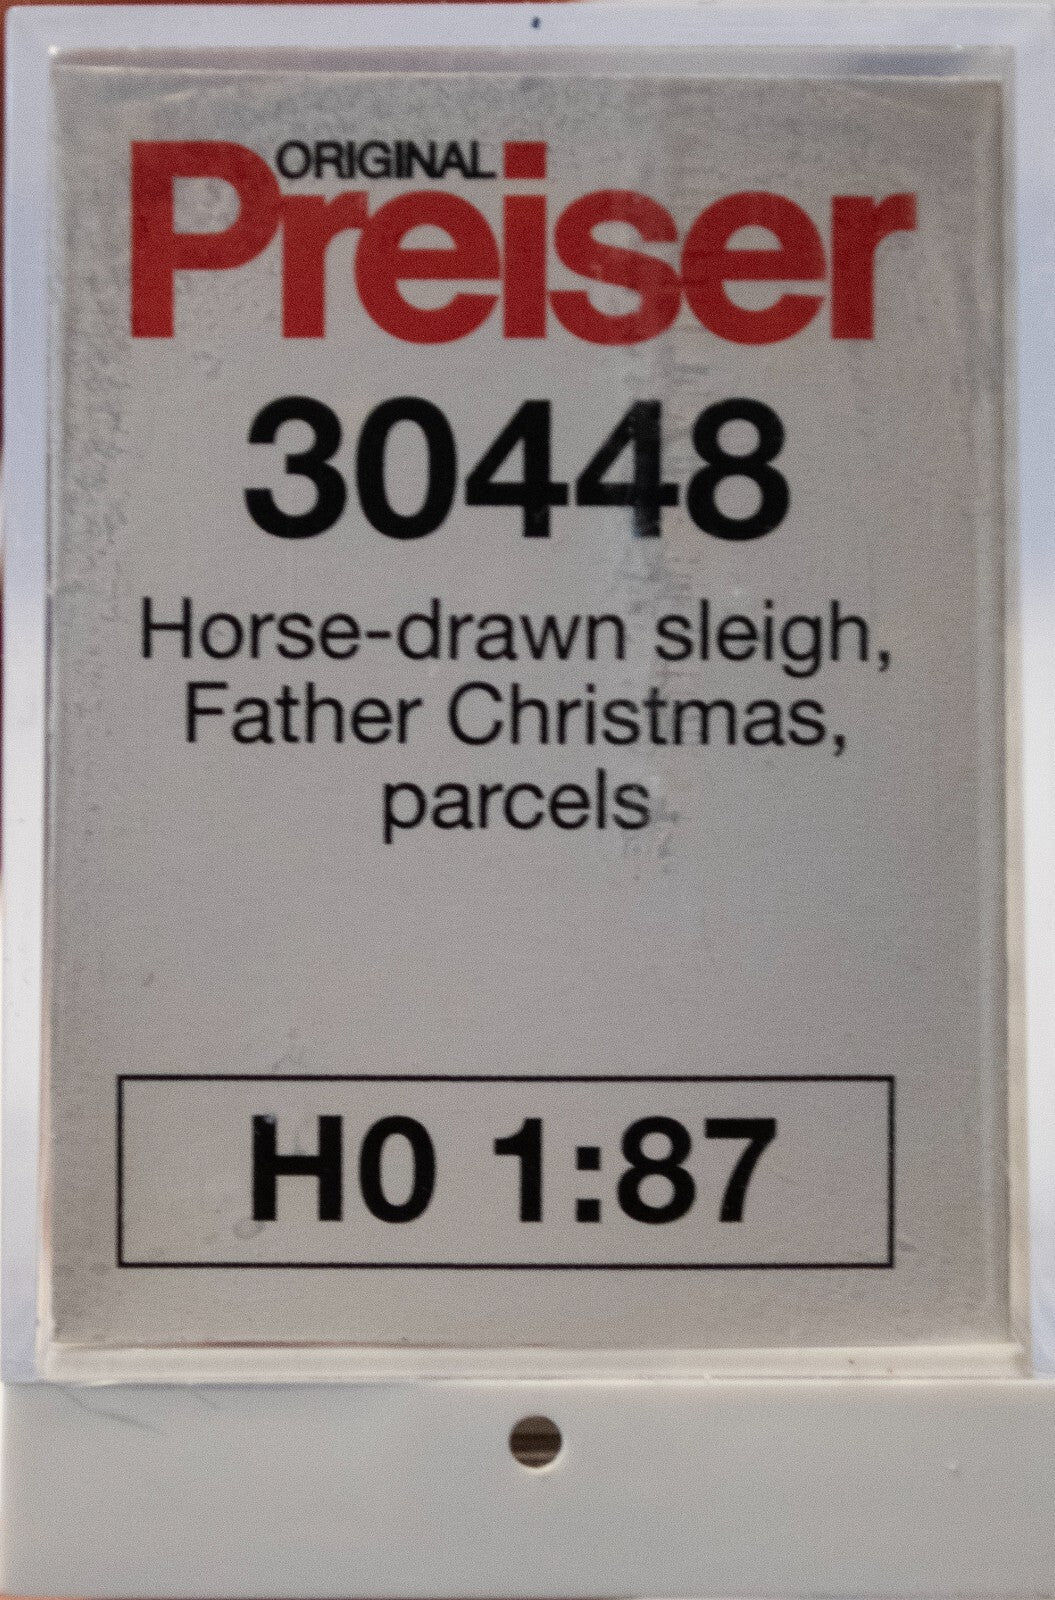 ORIGINAL
Preiser
30448
Horse-drawn sleigh,
Father Christmas,
parcels
H0 1:87